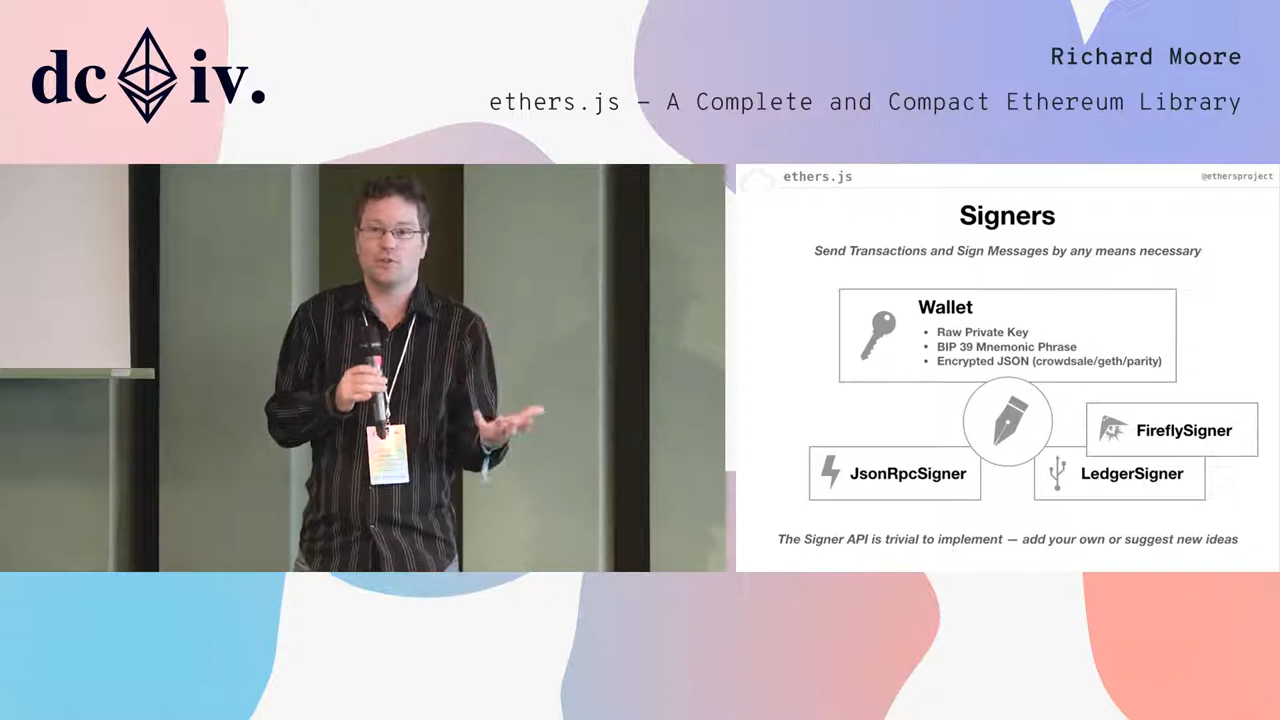 dc iv.
Richard Moore
ethers.js – A Complete and Compact Ethereum Library
ethers.js
@ethersproject
Signers
Send Transactions and Sign Messages by any means necessary
Wallet
• Raw Private Key
• BIP 39 Mnemonic Phrase
• Encrypted JSON (crowdsale/geth/parity)
FireflySigner
JsonRpcSigner
LedgerSigner
The Signer API is trivial to implement — add your own or suggest new ideas